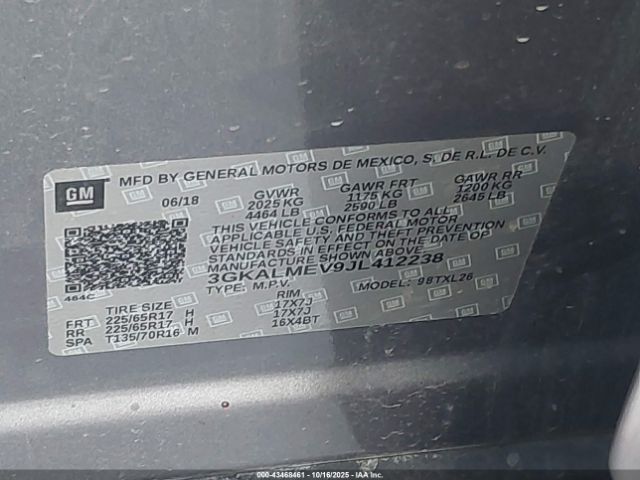 GM MFD BY GENERAL MOTORS DE MEXICO, S. DE R.L. DE C.V.
06/18 GVWR GAWR FRT GAWR RR
2025 KG 1175 KG 1200 KG
4464 LB 2590 LB 2645 LB
THIS VEHICLE CONFORMS TO ALL
APPLICABLE U.S. FEDERAL MOTOR
VEHICLE SAFETY AND THEFT PREVENTION
STANDARDS IN EFFECT ON THE DATE OF
MANUFACTURE SHOWN ABOVE
3GKALMEV9JL412238
464C TYPE: M.P.V. MODEL: 98TXL26
TIRE SIZE RIM
FRT 225/65R17 H 17X7J
RR 225/65R17 H 17X7J
SPA T135/70R16 M 16X4BT
000-43468461 | 10/16/2025 | IAA Inc.